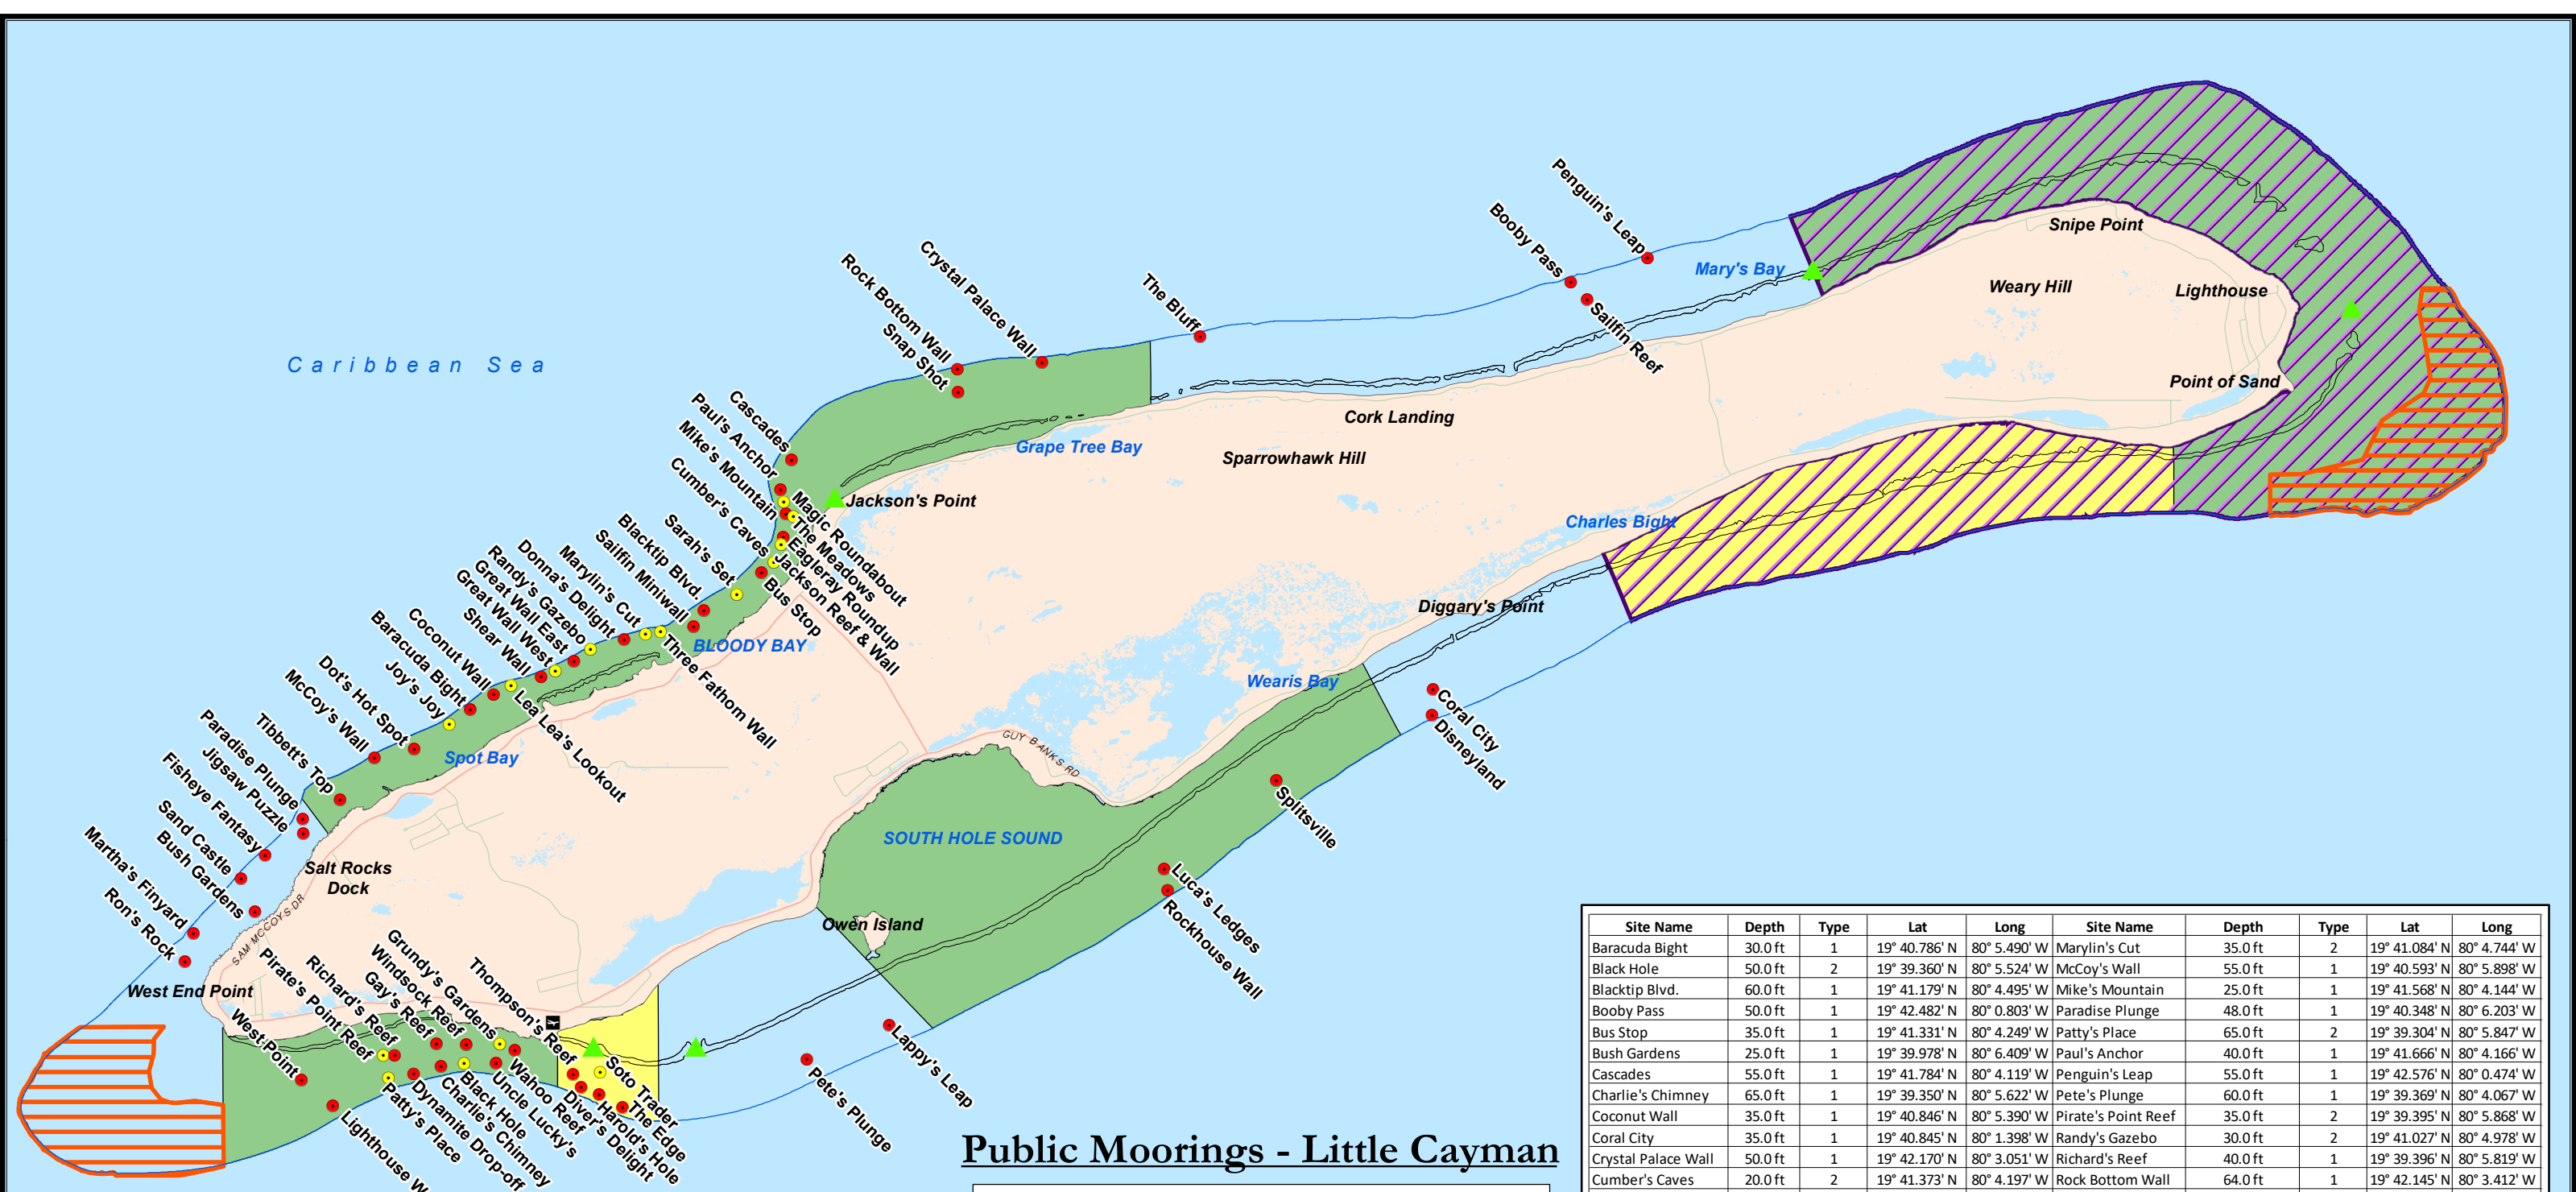 Penguin's Leap
Booby Pass
Sailfin Reef
Mary's Bay
Snipe Point
Weary Hill
Lighthouse
Point of Sand
Crystal Palace Wall
Rock Bottom Wall
Snap Shot
The Bluff
Caribbean Sea
Cascades
Paul's Anchor
Mike's Mountain
Cumber's Caves
Grape Tree Bay
Cork Landing
Sparrowhawk Hill
Jackson's Point
Magic Roundabout
The Meadows
Eagleray Roundup
Jackson Reef & Wall
Bus Stop
Charles Bight
Diggary's Point
Sarah's Set
Blacktip Blvd.
Sailfin Miniwall
Marylin's Cut
Donna's Delight
Randy's Gazebo
Great Wall East
Great Wall West
Shear Wall
Coconut Wall
Baracuda Bight
Joy's Joy
Dot's Hot Spot
McCoy's Wall
Tibbett's Top
Paradise Plunge
Jigsaw Puzzle
Fisheye Fantasy
Sand Castle
Bush Gardens
Martha's Finyard
Ron's Rock
BLOODY BAY
Three Fathom Wall
Lea Lea's Lookout
Spot Bay
Wearis Bay
Coral City
Disneyland
GUY BANKS RD
Splitsville
SOUTH HOLE SOUND
Luca's Ledges
Rockhouse Wall
Salt Rocks
Dock
SAM MCCOYS DR
Owen Island
West End Point
West Point
Pirate's Point Reef
Richard's Reef
Gay's Reef
Windsock Reef
Grundy's Gardens
Thompson's Reef
Lappy's Leap
Pete's Plunge
Soto Trader
The Edge
Harold's Hole
Diver's Delight
Wahoo Reef
Uncle Lucky's
Black Hole
Charlie's Chimney
Dynamite Drop-off
Patty's Place
Lighthouse
Public Moorings - Little Cayman
Site Name Depth Type Lat Long Site Name Depth Type Lat Long
Baracuda Bight 30.0 ft 1 19° 40.786' N 80° 5.490' W Marylin's Cut 35.0 ft 2 19° 41.084' N 80° 4.744' W
Black Hole 50.0 ft 2 19° 39.360' N 80° 5.524' W McCoy's Wall 55.0 ft 1 19° 40.593' N 80° 5.898' W
Blacktip Blvd. 60.0 ft 1 19° 41.179' N 80° 4.495' W Mike's Mountain 25.0 ft 1 19° 41.568' N 80° 4.144' W
Booby Pass 50.0 ft 1 19° 42.482' N 80° 0.803' W Paradise Plunge 48.0 ft 1 19° 40.348' N 80° 6.203' W
Bus Stop 35.0 ft 1 19° 41.331' N 80° 4.249' W Patty's Place 65.0 ft 2 19° 39.304' N 80° 5.847' W
Bush Gardens 25.0 ft 1 19° 39.978' N 80° 6.409' W Paul's Anchor 40.0 ft 1 19° 41.666' N 80° 4.166' W
Cascades 55.0 ft 1 19° 41.784' N 80° 4.119' W Penguin's Leap 55.0 ft 1 19° 42.576' N 80° 0.474' W
Charlie's Chimney 65.0 ft 1 19° 39.350' N 80° 5.622' W Pete's Plunge 60.0 ft 1 19° 39.369' N 80° 4.067' W
Coconut Wall 35.0 ft 1 19° 40.846' N 80° 5.390' W Pirate's Point Reef 35.0 ft 2 19° 39.395' N 80° 5.868' W
Coral City 35.0 ft 1 19° 40.845' N 80° 1.398' W Randy's Gazebo 30.0 ft 2 19° 41.027' N 80° 4.978' W
Crystal Palace Wall 50.0 ft 1 19° 42.170' N 80° 3.051' W Richard's Reef 40.0 ft 1 19° 39.396' N 80° 5.819' W
Cumber's Caves 20.0 ft 2 19° 41.373' N 80° 4.197' W Rock Bottom Wall 64.0 ft 1 19° 42.145' N 80° 3.412' W